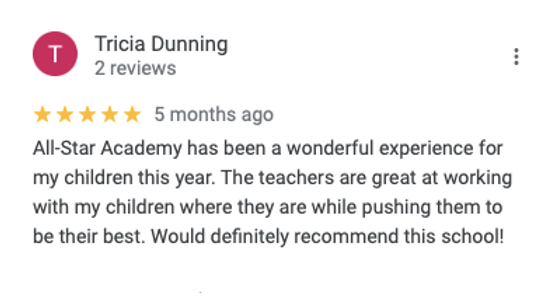 T
Tricia Dunning
2 reviews
5 months ago
All-Star Academy has been a wonderful experience for
my children this year. The teachers are great at working
with my children where they are while pushing them to
be their best. Would definitely recommend this school!